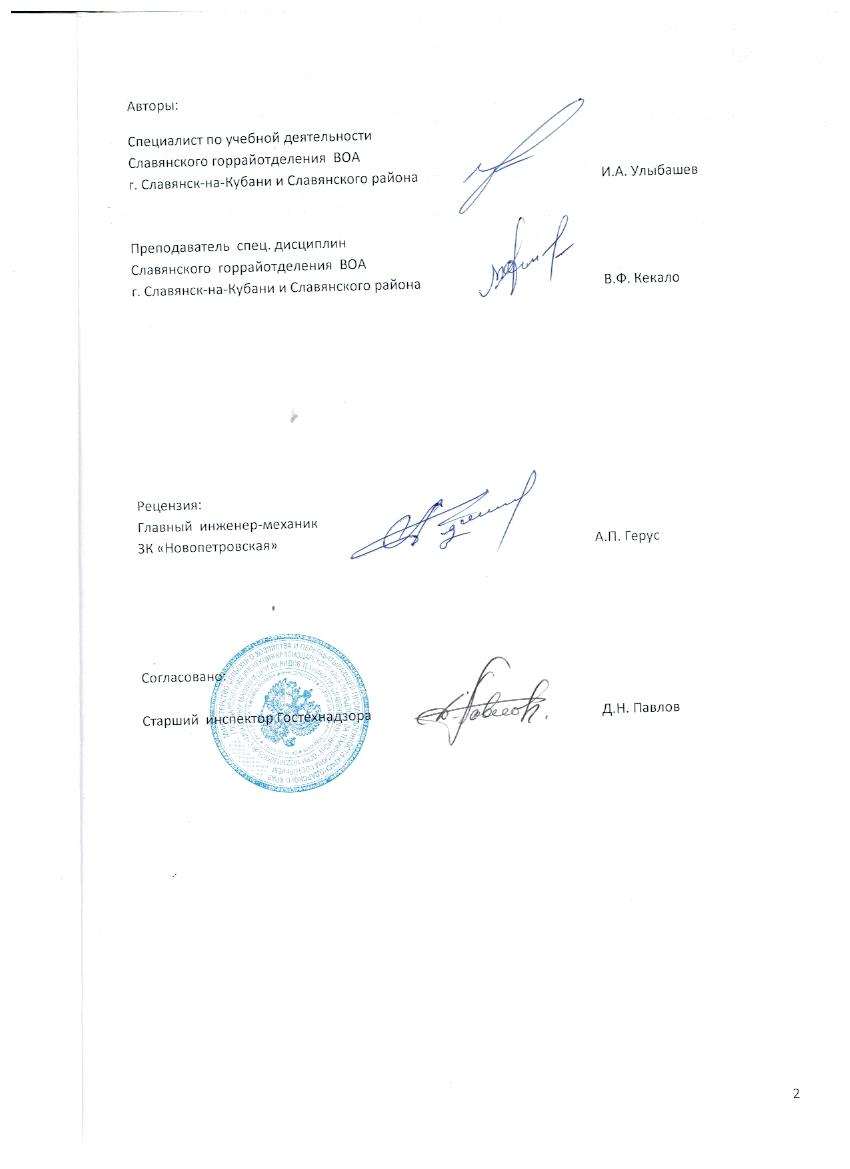 Авторы:
Специалист по учебной деятельности
Славянского горрайотделения ВОА
г. Славянск-на-Кубани и Славянского района
И.А. Улыбашев
Преподаватель спец. дисциплин
Славянского горрайотделения ВОА
г. Славянск-на-Кубани и Славянского района
В.Ф. Кекало
Рецензия:
Главный инженер-механик
ЗК «Новопетровская»
А.П. Герус
Согласовано:
Старший инспектор Гостехнадзора
Д.Н. Павлов
2